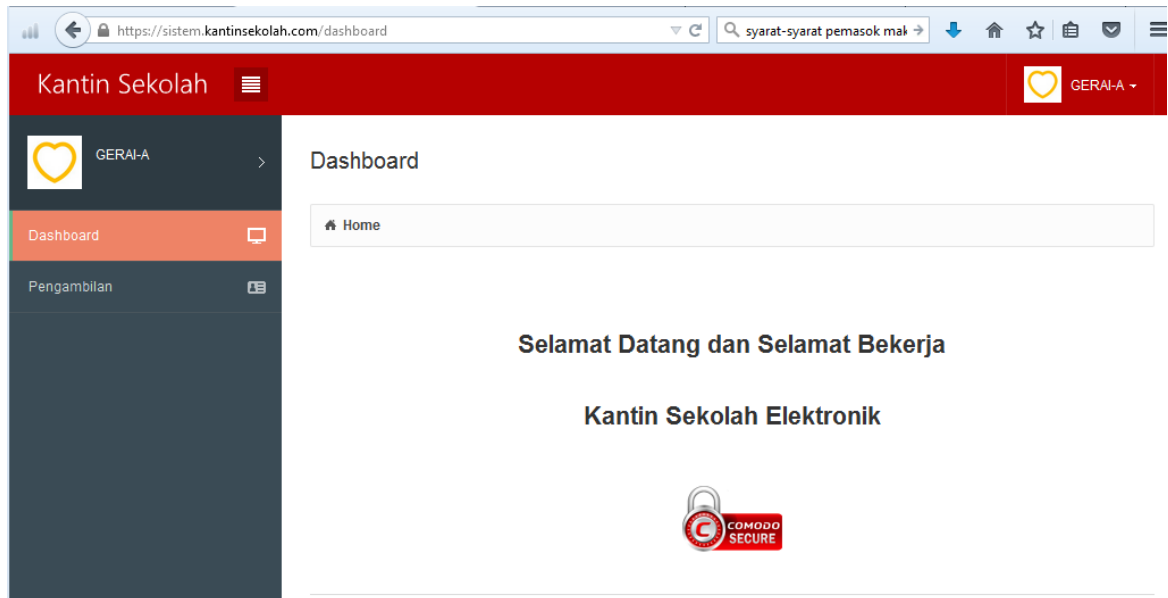 https://sistem.kantinsekolah.com/dashboard
syarat-syarat pemasok mak
Kantin Sekolah
GERAI-A
GERAI-A
Dashboard
Dashboard
Home
Pengambilan
Selamat Datang dan Selamat Bekerja
Kantin Sekolah Elektronik
C COMODO
SECURE